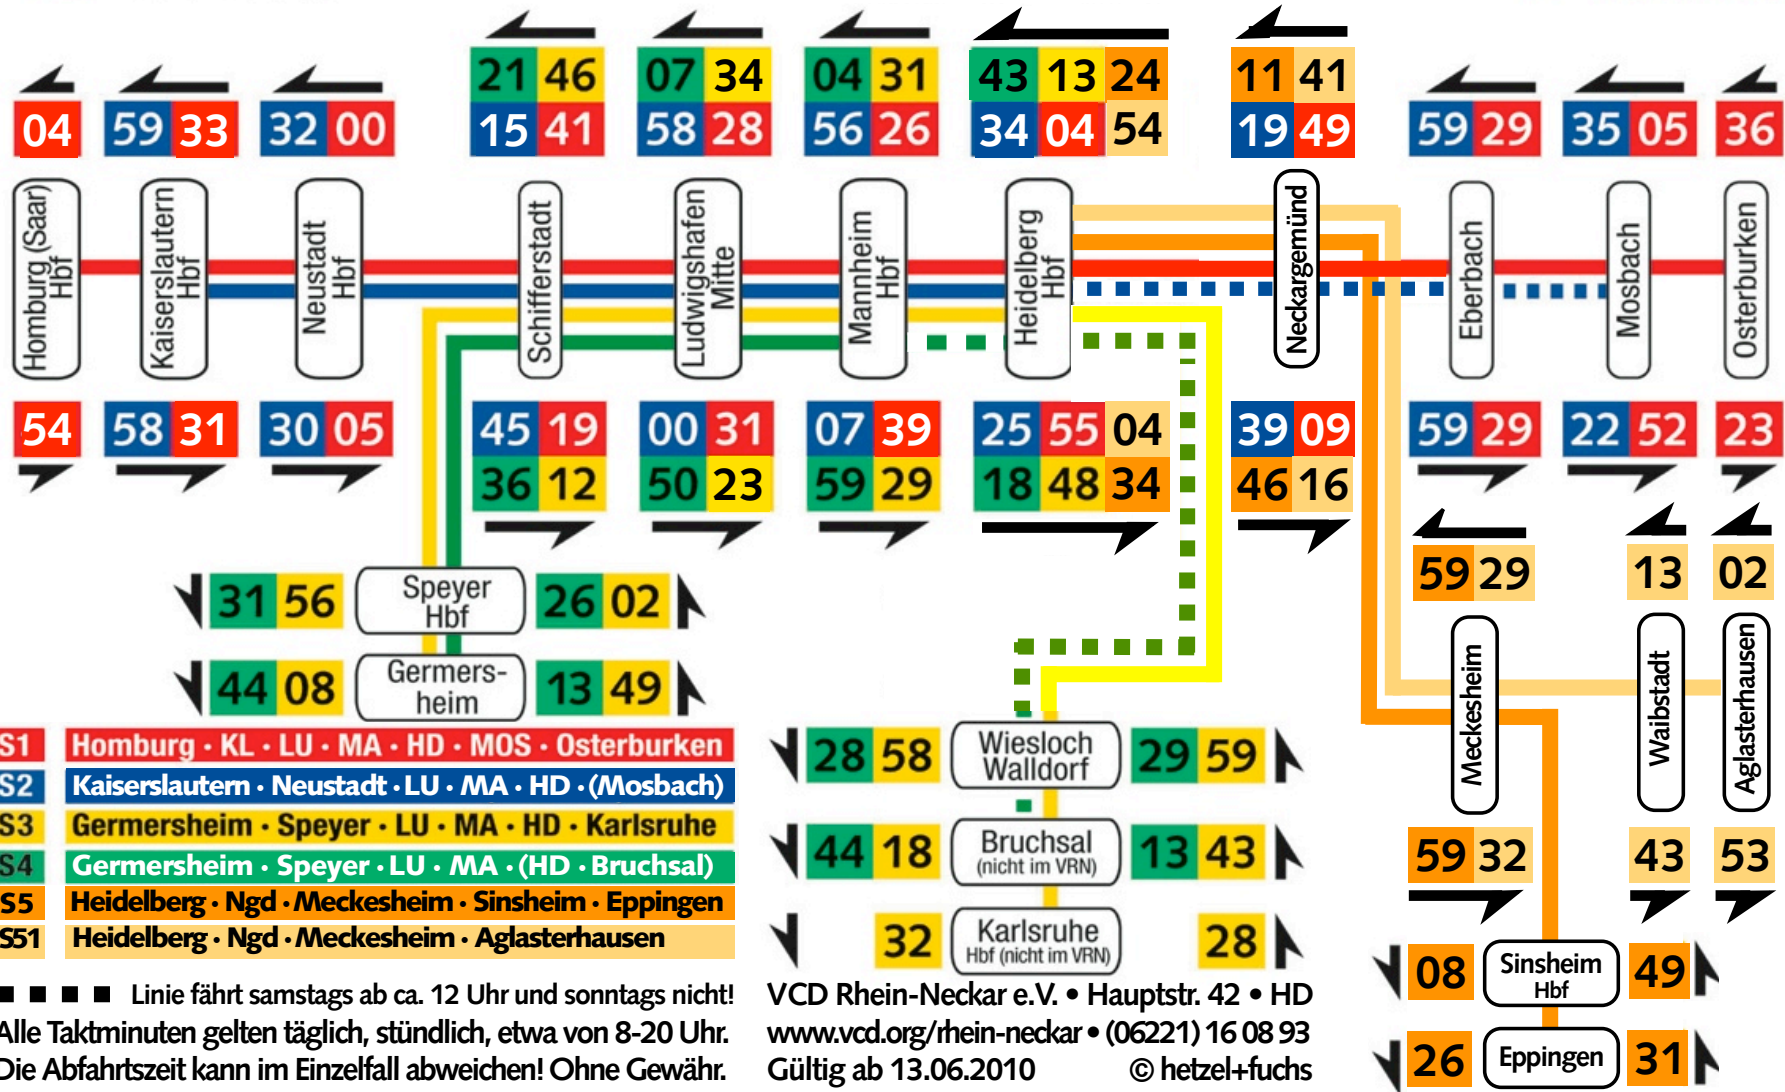 21 46 07 34 04 31 43 13 24 11 41
04 59 33 32 00 15 41 58 28 56 26 34 04 54 19 49 59 29 35 05 36
Homburg (Saar)
Hbf
Kaiserslautern
Hbf
Neustadt
Hbf
Schifferstadt
Ludwigshafen
Mitte
Mannheim
Hbf
Heidelberg
Hbf
Neckargemünd
Eberbach
Mosbach
Osterburken
54 58 31 30 05 45 19 00 31 07 39 25 55 04 39 09 59 29 22 52 23
36 12 50 23 59 29 18 48 34 46 16
31 56 Speyer
Hbf 26 02
44 08 Germers-
heim 13 49
59 29 13 02
Meckesheim
Waibstadt
Aglasterhausen
59 32 43 53
28 58 Wiesloch
Walldorf 29 59
44 18 Bruchsal
(nicht im VRN) 13 43
32 Karlsruhe
Hbf (nicht im VRN) 28
08 Sinsheim
Hbf 49
26 Eppingen 31
S1 Homburg · KL · LU · MA · HD · MOS · Osterburken
S2 Kaiserslautern · Neustadt · LU · MA · HD · (Mosbach)
S3 Germersheim · Speyer · LU · MA · HD · Karlsruhe
S4 Germersheim · Speyer · LU · MA · (HD · Bruchsal)
S5 Heidelberg · Ngd · Meckesheim · Sinsheim · Eppingen
S51 Heidelberg · Ngd · Meckesheim · Aglasterhausen
Linie fährt samstags ab ca. 12 Uhr und sonntags nicht!
Alle Taktminuten gelten täglich, stündlich, etwa von 8-20 Uhr.
Die Abfahrtszeit kann im Einzelfall abweichen! Ohne Gewähr.
VCD Rhein-Neckar e.V. • Hauptstr. 42 • HD
www.vcd.org/rhein-neckar • (06221) 16 08 93
Gültig ab 13.06.2010 © hetzel+fuchs